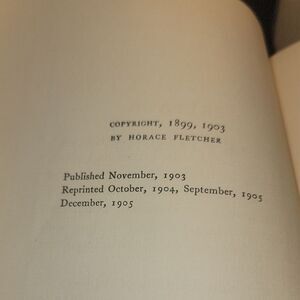 COPYRIGHT, 1899, 1903
BY HORACE FLETCHER
Published November, 1903
Reprinted October, 1904, September, 1905
December, 1905